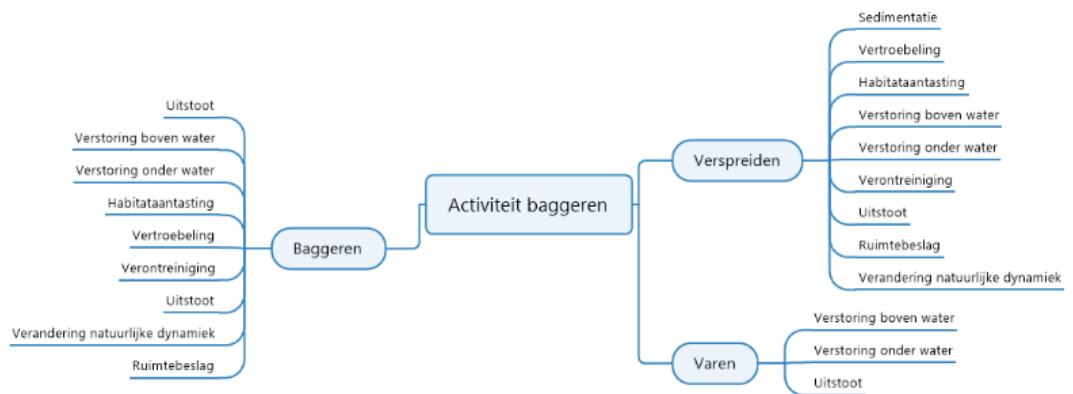 Activiteit baggeren
Baggeren
Uitstoot
Verstoring boven water
Verstoring onder water
Habitataantasting
Vertroebeling
Verontreiniging
Uitstoot
Verandering natuurlijke dynamiek
Ruimtebeslag
Verspreiden
Sedimentatie
Vertroebeling
Habitataantasting
Verstoring boven water
Verstoring onder water
Verontreiniging
Uitstoot
Ruimtebeslag
Verandering natuurlijke dynamiek
Varen
Verstoring boven water
Verstoring onder water
Uitstoot